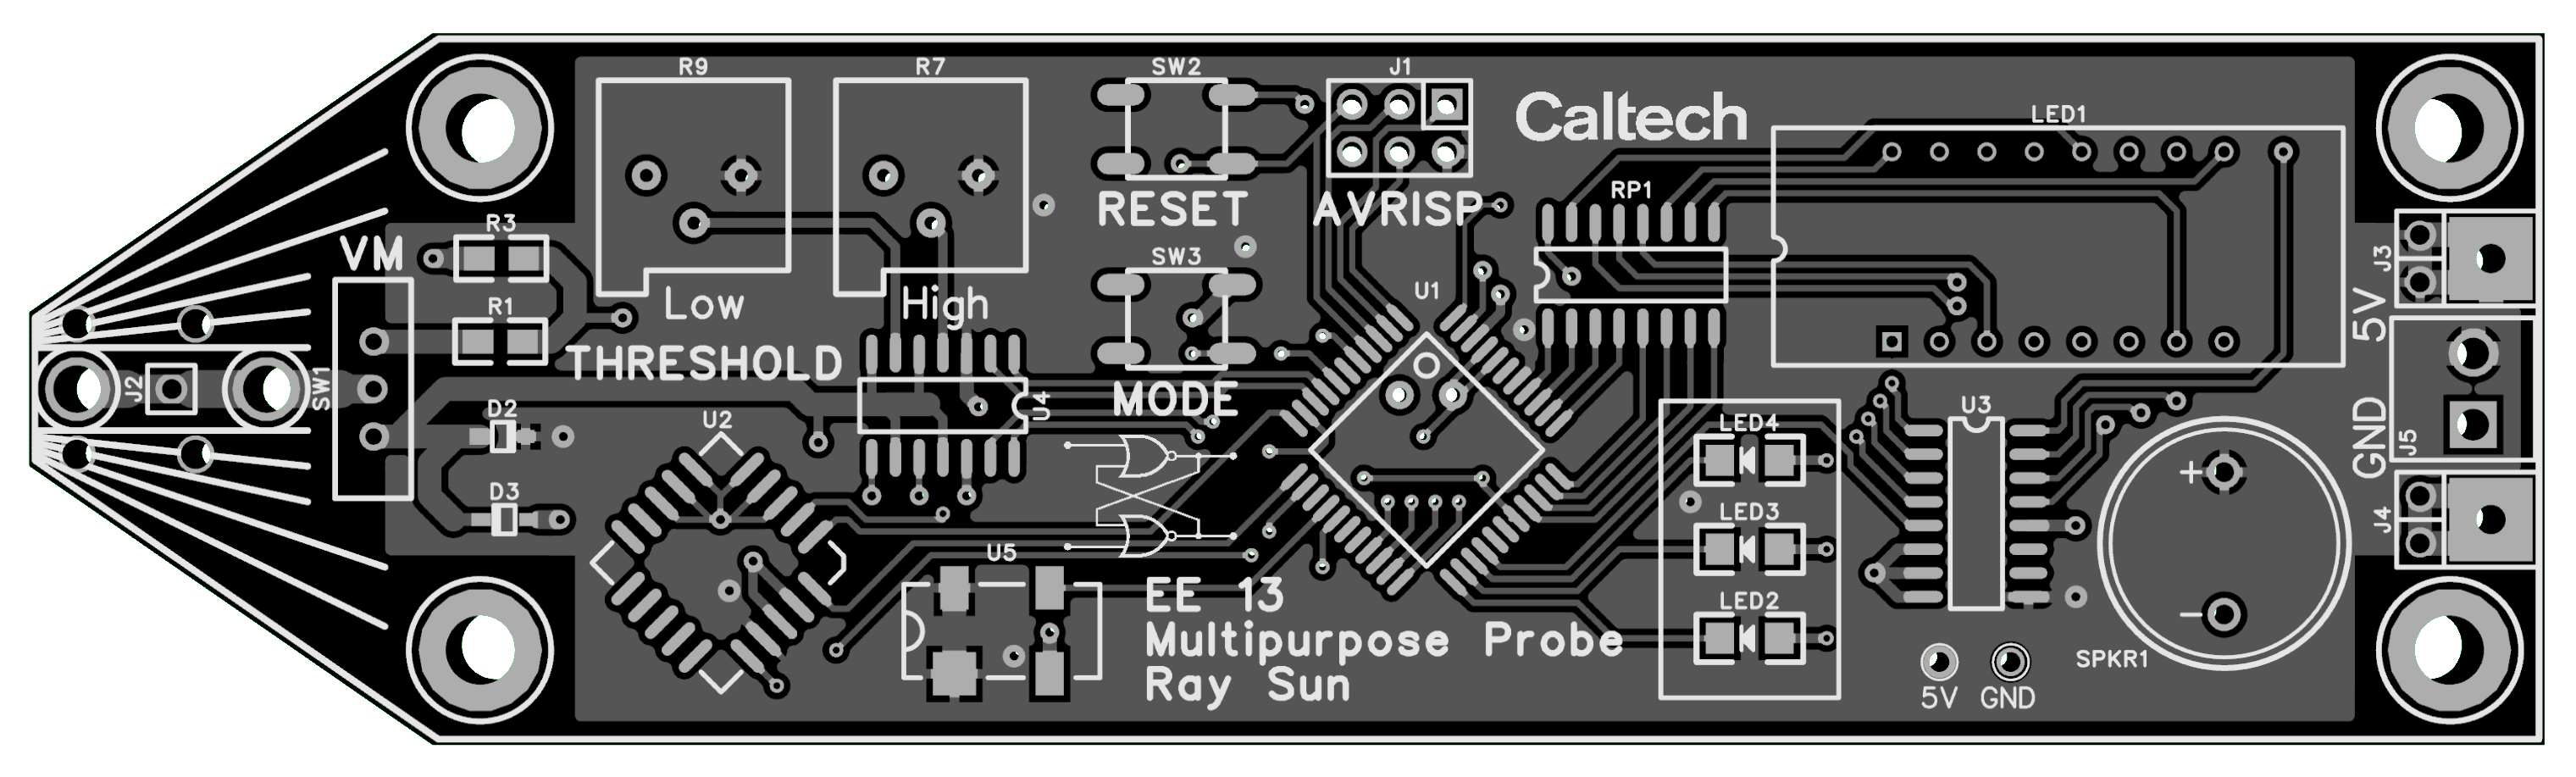 R9
R7
SW2
J1
Caltech
LED1
RESET
AVRISP
RP1
R3
VM
SW3
J3
R1
Low
High
U1
5V
THRESHOLD
MODE
J2
SW1
U4
D2
U2
LED4
U3
GND
J5
D3
LED3
+
J4
U5
EE 13
LED2
Multipurpose Probe
-
Ray Sun
SPKR1
5V
GND